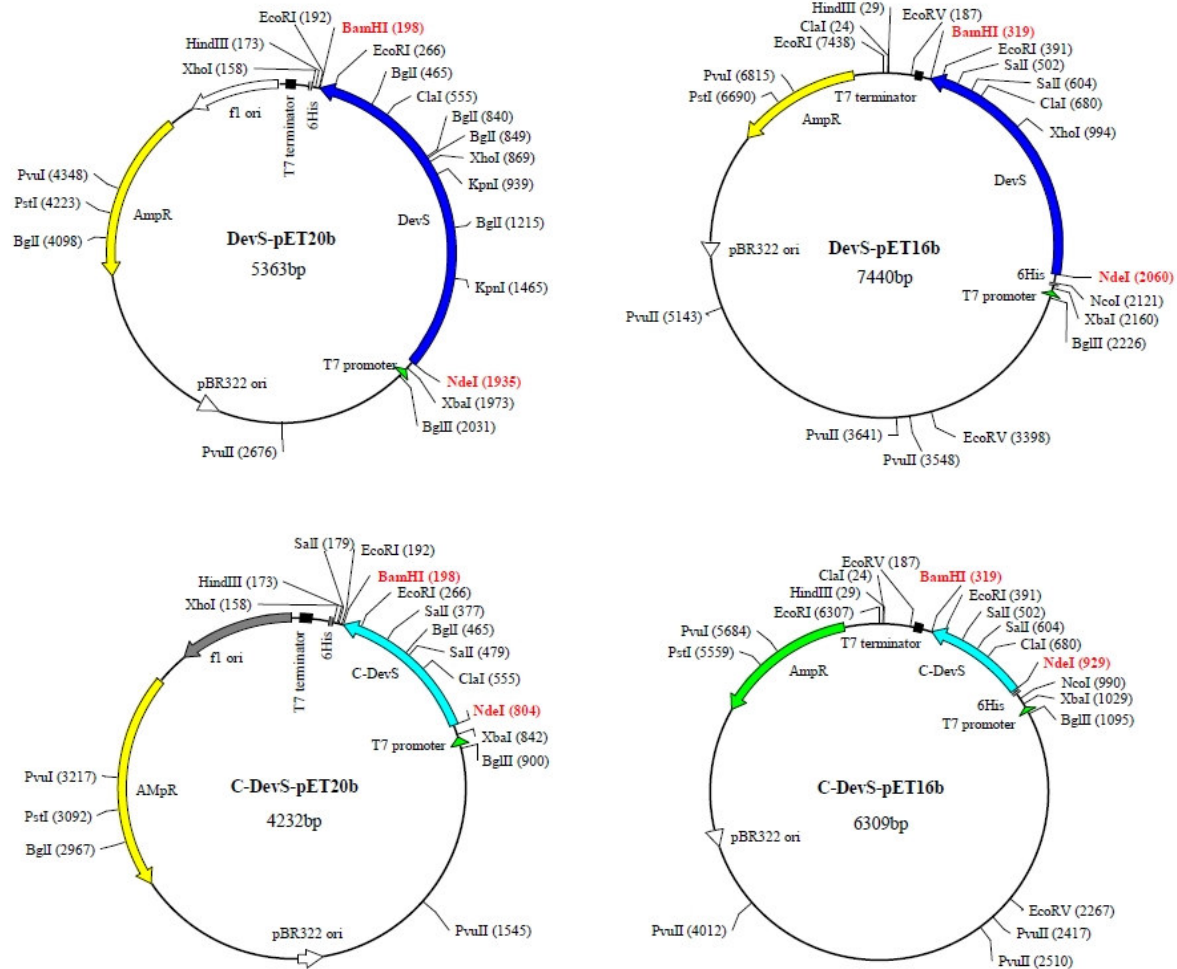 EcoRI (192)
BamHI (198)
HindIII (173)
EcoRI (266)
XhoI (158)
BglI (465)
ClaI (555)
BglI (840)
BglI (849)
XhoI (869)
KpnI (939)
BglI (1215)
KpnI (1465)
DevS
NdeI (1935)
XbaI (1973)
BglII (2031)
T7 promoter
PvuII (2676)
pBR322 ori
BglI (4098)
PstI (4223)
PvuI (4348)
AmpR
f1 ori
T7 terminator
6His
DevS-pET20b
5363bp
HindIII (29)
EcoRV (187)
ClaI (24)
BamHI (319)
EcoRI (7438)
EcoRI (391)
SalI (502)
SalI (604)
ClaI (680)
XhoI (994)
PvuI (6815)
PstI (6690)
T7 terminator
AmpR
DevS
pBR322 ori
DevS-pET16b
7440bp
6His
NdeI (2060)
T7 promoter
NcoI (2121)
XbaI (2160)
BglII (2226)
PvuII (5143)
PvuII (3641)
EcoRV (3398)
PvuII (3548)
SalI (179)
EcoRI (192)
BamHI (198)
HindIII (173)
EcoRI (266)
XhoI (158)
SalI (377)
BglI (465)
SalI (479)
ClaI (555)
f1 ori
T7 terminator
6His
C-DevS
NdeI (804)
XbaI (842)
T7 promoter
BglII (900)
PvuI (3217)
PstI (3092)
BglI (2967)
AMpR
C-DevS-pET20b
4232bp
pBR322 ori
PvuII (1545)
EcoRV (187)
ClaI (24)
BamHI (319)
HindIII (29)
EcoRI (391)
EcoRI (6307)
SalI (502)
SalI (604)
ClaI (680)
PvuI (5684)
PstI (5559)
T7 terminator
AmpR
C-DevS
NdeI (929)
NcoI (990)
6His
XbaI (1029)
T7 promoter
BglII (1095)
C-DevS-pET16b
6309bp
pBR322 ori
PvuII (4012)
EcoRV (2267)
PvuII (2417)
PvuII (2510)